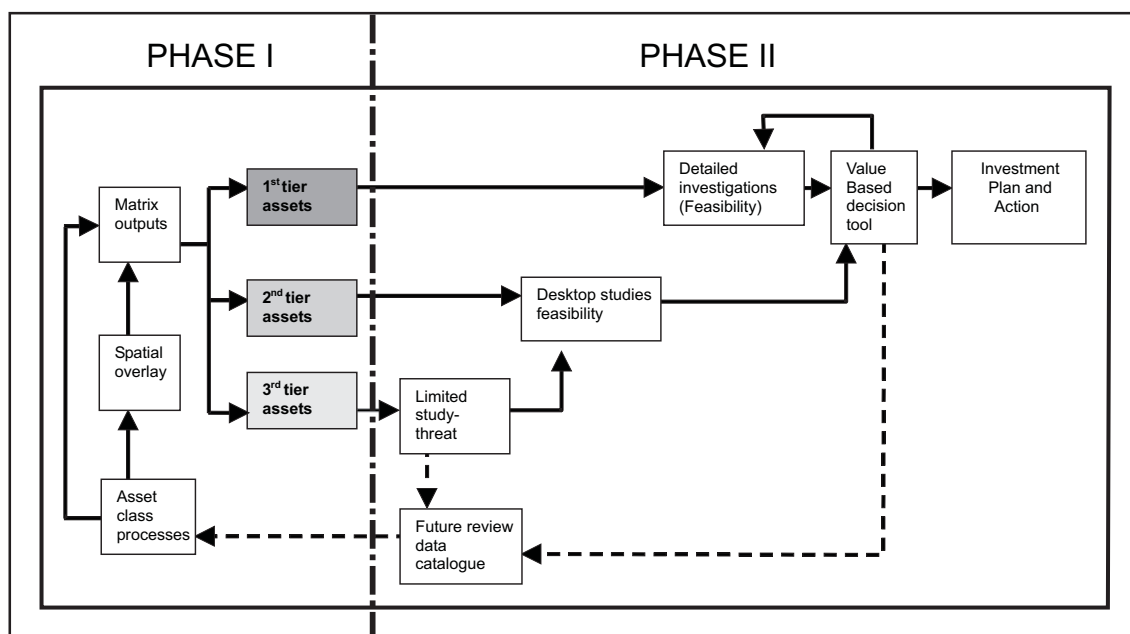 PHASE I
PHASE II
Matrix
outputs
1st tier
assets
Detailed
investigations
(Feasibility)
Value
Based
decision
tool
Investment
Plan and
Action
2nd tier
assets
Desktop studies
feasibility
Spatial
overlay
3rd tier
assets
Limited
study-
threat
Asset
class
processes
Future review
data
catalogue